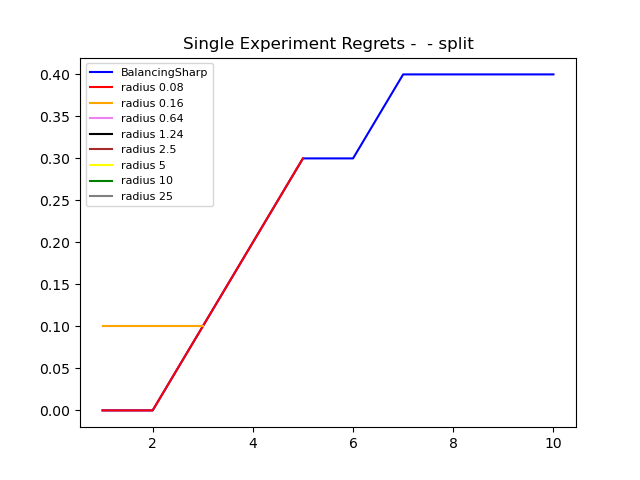 Single Experiment Regrets -  - split
0.40
0.35
0.30
0.25
0.20
0.15
0.10
0.05
0.00
BalancingSharp
radius 0.08
radius 0.16
radius 0.64
radius 1.24
radius 2.5
radius 5
radius 10
radius 25
2 4 6 8 10